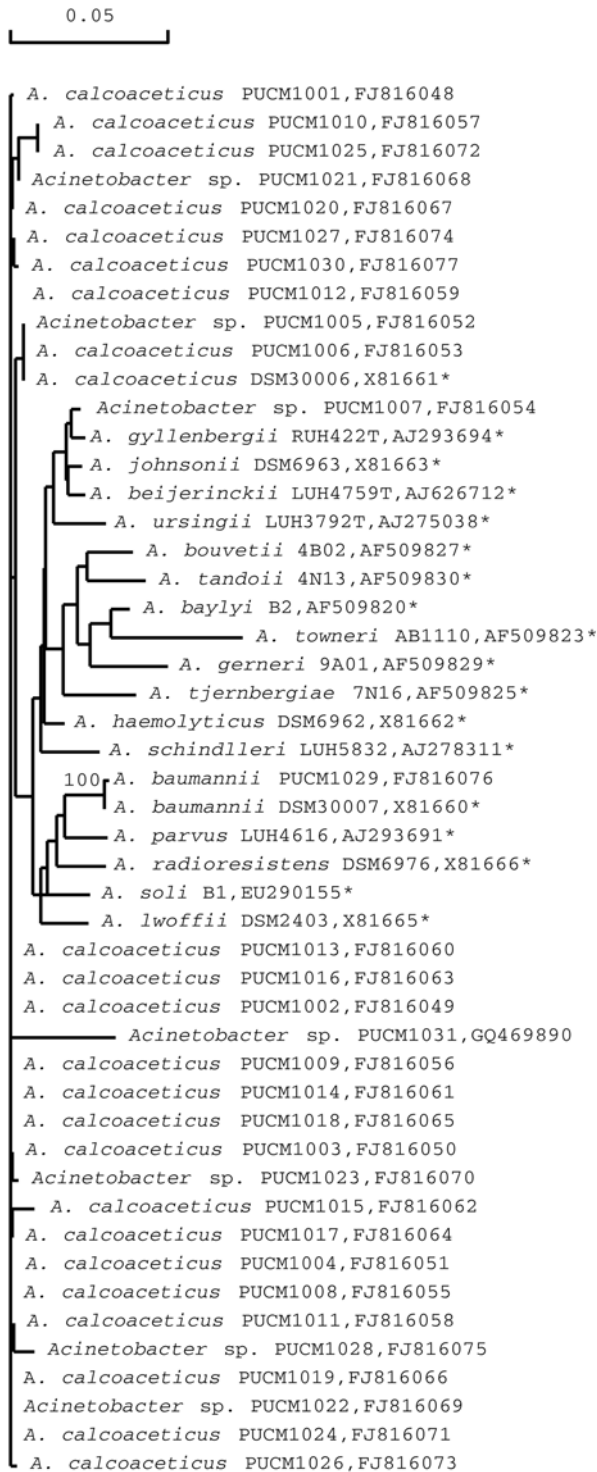 0.05
A. calcoaceticus PUCM1001,FJ816048
A. calcoaceticus PUCM1010,FJ816057
A. calcoaceticus PUCM1025,FJ816072
Acinetobacter sp. PUCM1021,FJ816068
A. calcoaceticus PUCM1020,FJ816067
A. calcoaceticus PUCM1027,FJ816074
A. calcoaceticus PUCM1030,FJ816077
A. calcoaceticus PUCM1012,FJ816059
Acinetobacter sp. PUCM1005,FJ816052
A. calcoaceticus PUCM1006,FJ816053
A. calcoaceticus DSM30006,X81661*
Acinetobacter sp. PUCM1007,FJ816054
A. gyllenbergii RUH422T,AJ293694*
A. johnsonii DSM6963,X81663*
A. beijerinckii LUH4759T,AJ626712*
A. ursingii LUH3792T,AJ275038*
A. bouvetii 4B02,AF509827*
A. tandoii 4N13,AF509830*
A. baylyi B2,AF509820*
A. towneri AB1110,AF509823*
A. gerneri 9A01,AF509829*
A. tjernbergiae 7N16,AF509825*
A. haemolyticus DSM6962,X81662*
A. schindlleri LUH5832,AJ278311*
100 A. baumannii PUCM1029,FJ816076
A. baumannii DSM30007,X81660*
A. parvus LUH4616,AJ293691*
A. radioresistens DSM6976,X81666*
A. soli B1,EU290155*
A. lwoffii DSM2403,X81665*
A. calcoaceticus PUCM1013,FJ816060
A. calcoaceticus PUCM1016,FJ816063
A. calcoaceticus PUCM1002,FJ816049
Acinetobacter sp. PUCM1031,GQ469890
A. calcoaceticus PUCM1009,FJ816056
A. calcoaceticus PUCM1014,FJ816061
A. calcoaceticus PUCM1018,FJ816065
A. calcoaceticus PUCM1003,FJ816050
Acinetobacter sp. PUCM1023,FJ816070
A. calcoaceticus PUCM1015,FJ816062
A. calcoaceticus PUCM1017,FJ816064
A. calcoaceticus PUCM1004,FJ816051
A. calcoaceticus PUCM1008,FJ816055
A. calcoaceticus PUCM1011,FJ816058
Acinetobacter sp. PUCM1028,FJ816075
A. calcoaceticus PUCM1019,FJ816066
Acinetobacter sp. PUCM1022,FJ816069
A. calcoaceticus PUCM1024,FJ816071
A. calcoaceticus PUCM1026,FJ816073